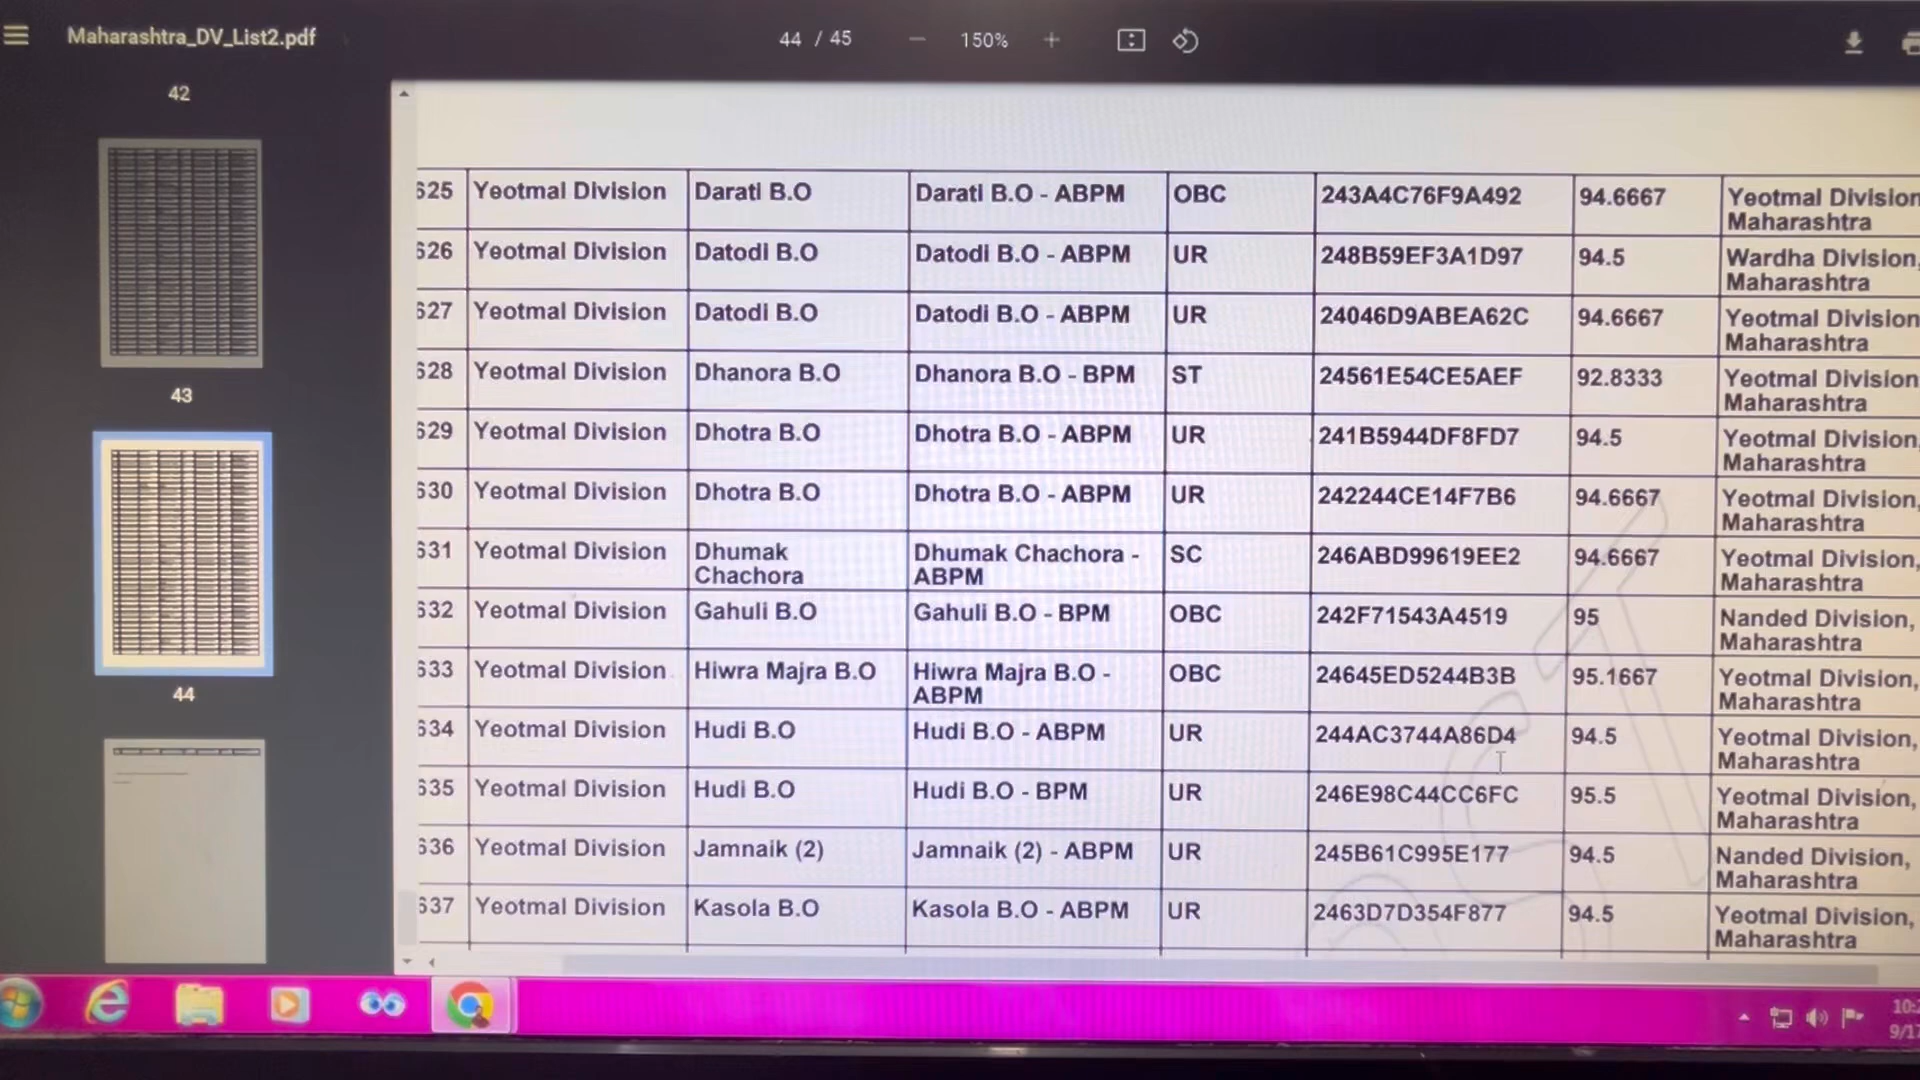 Maharashtra_DV_List2.pdf
44 / 45
150%
42
43
44
625 Yeotmal Division Darati B.O Darati B.O - ABPM OBC 243A4C76F9A492 94.6667 Yeotmal Division
Maharashtra
626 Yeotmal Division Datodi B.O Datodi B.O - ABPM UR 248B59EF3A1D97 94.5 Wardha Division,
Maharashtra
627 Yeotmal Division Datodi B.O Datodi B.O - ABPM UR 24046D9ABEA62C 94.6667 Yeotmal Division
Maharashtra
628 Yeotmal Division Dhanora B.O Dhanora B.O - BPM ST 24561E54CE5AEF 92.8333 Yeotmal Division
Maharashtra
629 Yeotmal Division Dhotra B.O Dhotra B.O - ABPM UR 241B5944DF8FD7 94.5 Yeotmal Division,
Maharashtra
630 Yeotmal Division Dhotra B.O Dhotra B.O - ABPM UR 242244CE14F7B6 94.6667 Yeotmal Division,
Maharashtra
631 Yeotmal Division Dhumak Dhumak Chachora - SC 246ABD99619EE2 94.6667 Yeotmal Division,
Chachora ABPM Maharashtra
632 Yeotmal Division Gahuli B.O Gahuli B.O - BPM OBC 242F71543A4519 95 Nanded Division,
Maharashtra
633 Yeotmal Division Hiwra Majra B.O Hiwra Majra B.O - OBC 24645ED5244B3B 95.1667 Yeotmal Division,
ABPM Maharashtra
634 Yeotmal Division Hudi B.O Hudi B.O - ABPM UR 244AC3744A86D4 94.5 Yeotmal Division,
Maharashtra
635 Yeotmal Division Hudi B.O Hudi B.O - BPM UR 246E98C44CC6FC 95.5 Yeotmal Division,
Maharashtra
636 Yeotmal Division Jamnaik (2) Jamnaik (2) - ABPM UR 245B61C995E177 94.5 Nanded Division,
Maharashtra
637 Yeotmal Division Kasola B.O Kasola B.O - ABPM UR 2463D7D354F877 94.5 Yeotmal Division,
Maharashtra